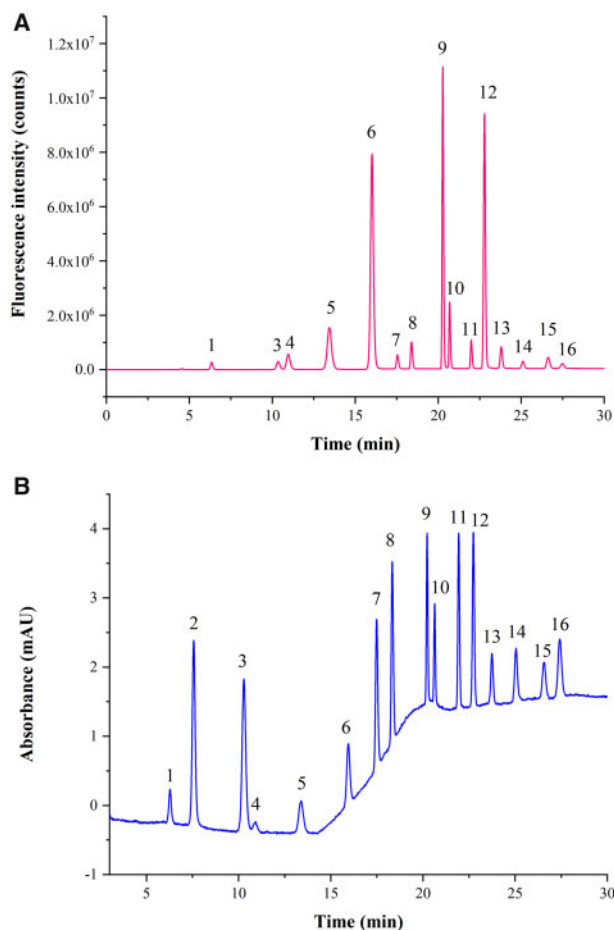 A
Fluorescence intensity (counts)
1.2x10⁷
1.0x10⁷
8.0x10⁶
6.0x10⁶
4.0x10⁶
2.0x10⁶
0.0
1 3 4 5 6 7 8 9 10 11 12 13 14 15 16
0 5 10 15 20 25 30
Time (min)
B
Absorbance (mAU)
4
3
2
1
0
-1
1 2 3 4 5 6 7 8 9 10 11 12 13 14 15 16
5 10 15 20 25 30
Time (min)